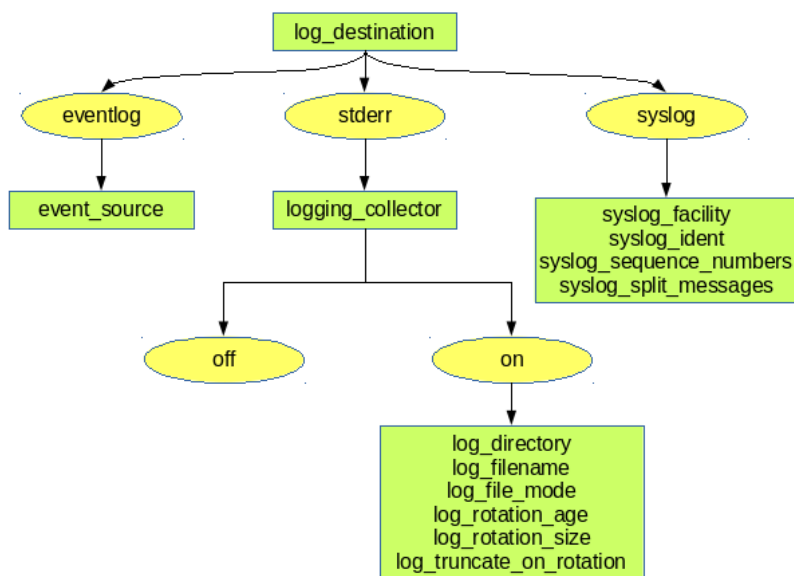 log_destination
eventlog
stderr
syslog
event_source
logging_collector
syslog_facility
syslog_ident
syslog_sequence_numbers
syslog_split_messages
off
on
log_directory
log_filename
log_file_mode
log_rotation_age
log_rotation_size
log_truncate_on_rotation